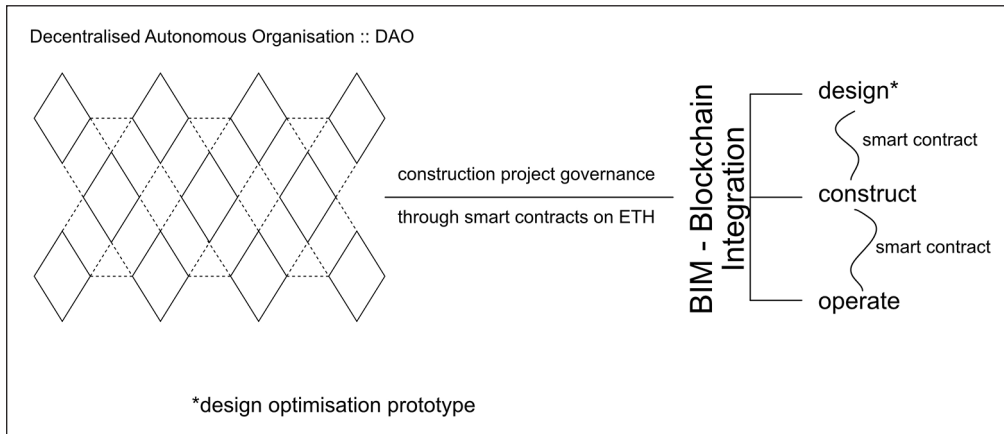 Decentralised Autonomous Organisation :: DAO
construction project governance
through smart contracts on ETH
BIM - Blockchain
Integration
design*
smart contract
construct
smart contract
operate
*design optimisation prototype